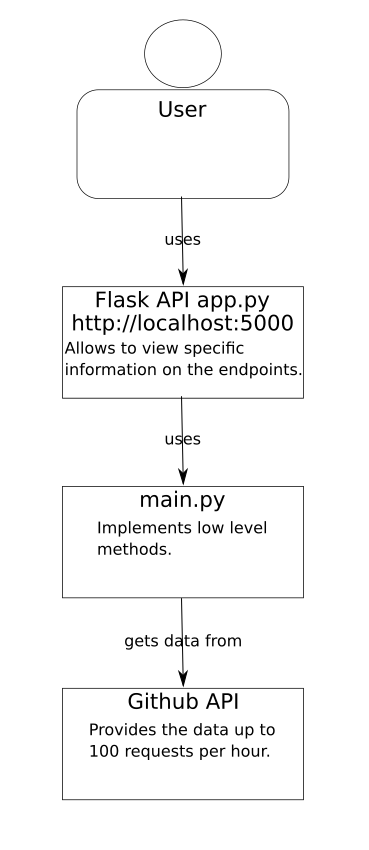 User
uses
Flask API app.py
http://localhost:5000
Allows to view specific
information on the endpoints.
uses
main.py
Implements low level
methods.
gets data from
Github API
Provides the data up to
100 requests per hour.